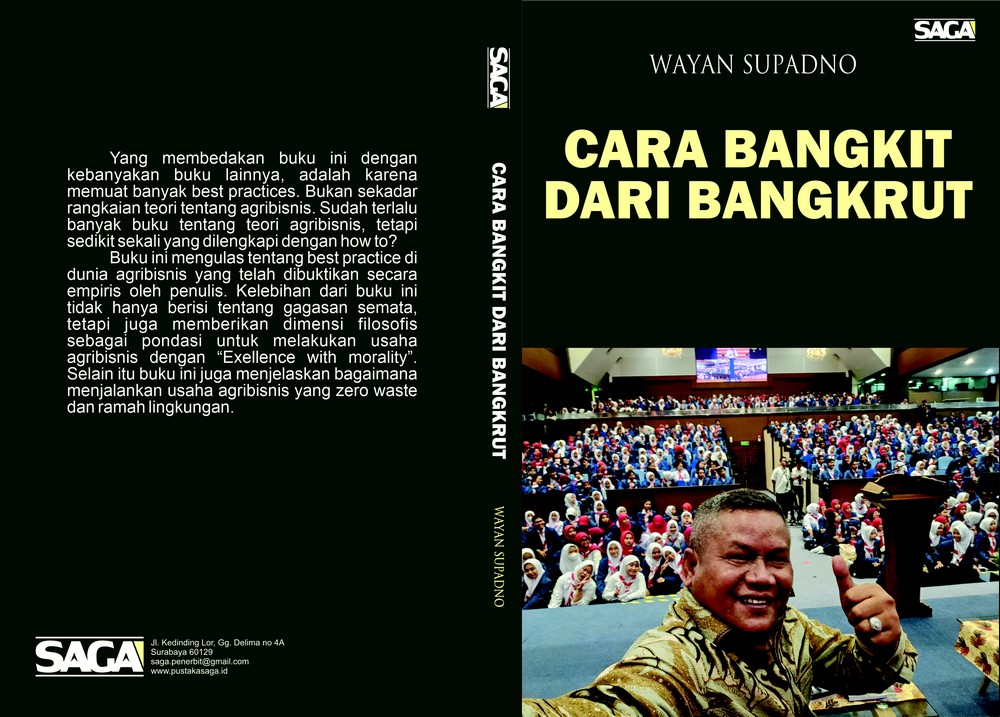 Yang membedakan buku ini dengan
kebanyakan buku lainnya, adalah karena
memuat banyak best practices. Bukan sekadar
rangkaian teori tentang agribisnis. Sudah terlalu
banyak buku tentang teori agribisnis, tetapi
sedikit sekali yang dilengkapi dengan how to?
Buku ini mengulas tentang best practice di
dunia agribisnis yang telah dibuktikan secara
empiris oleh penulis. Kelebihan dari buku ini
tidak hanya berisi tentang gagasan semata,
tetapi juga memberikan dimensi filosofis
sebagai pondasi untuk melakukan usaha
agribisnis dengan “Exellence with morality”.
Selain itu buku ini juga menjelaskan bagaimana
menjalankan usaha agribisnis yang zero waste
dan ramah lingkungan.
SAGA
Jl. Kedinding Lor, Gg. Delima no 4A
Surabaya 60129
saga.penerbit@gmail.com
www.pustakasaga.id
SAGA
CARA BANGKIT DARI BANGKRUT
WAYAN SUPADNO
SAGA
WAYAN SUPADNO
CARA BANGKIT
DARI BANGKRUT